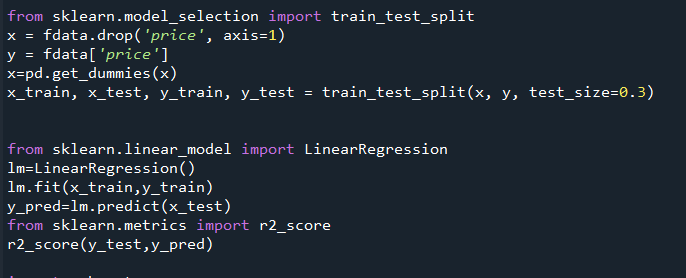 from sklearn.model_selection import train_test_split
x = fdata.drop('price', axis=1)
y = fdata['price']
x=pd.get_dummies(x)
x_train, x_test, y_train, y_test = train_test_split(x, y, test_size=0.3)
from sklearn.linear_model import LinearRegression
lm=LinearRegression()
lm.fit(x_train,y_train)
y_pred=lm.predict(x_test)
from sklearn.metrics import r2_score
r2_score(y_test,y_pred)